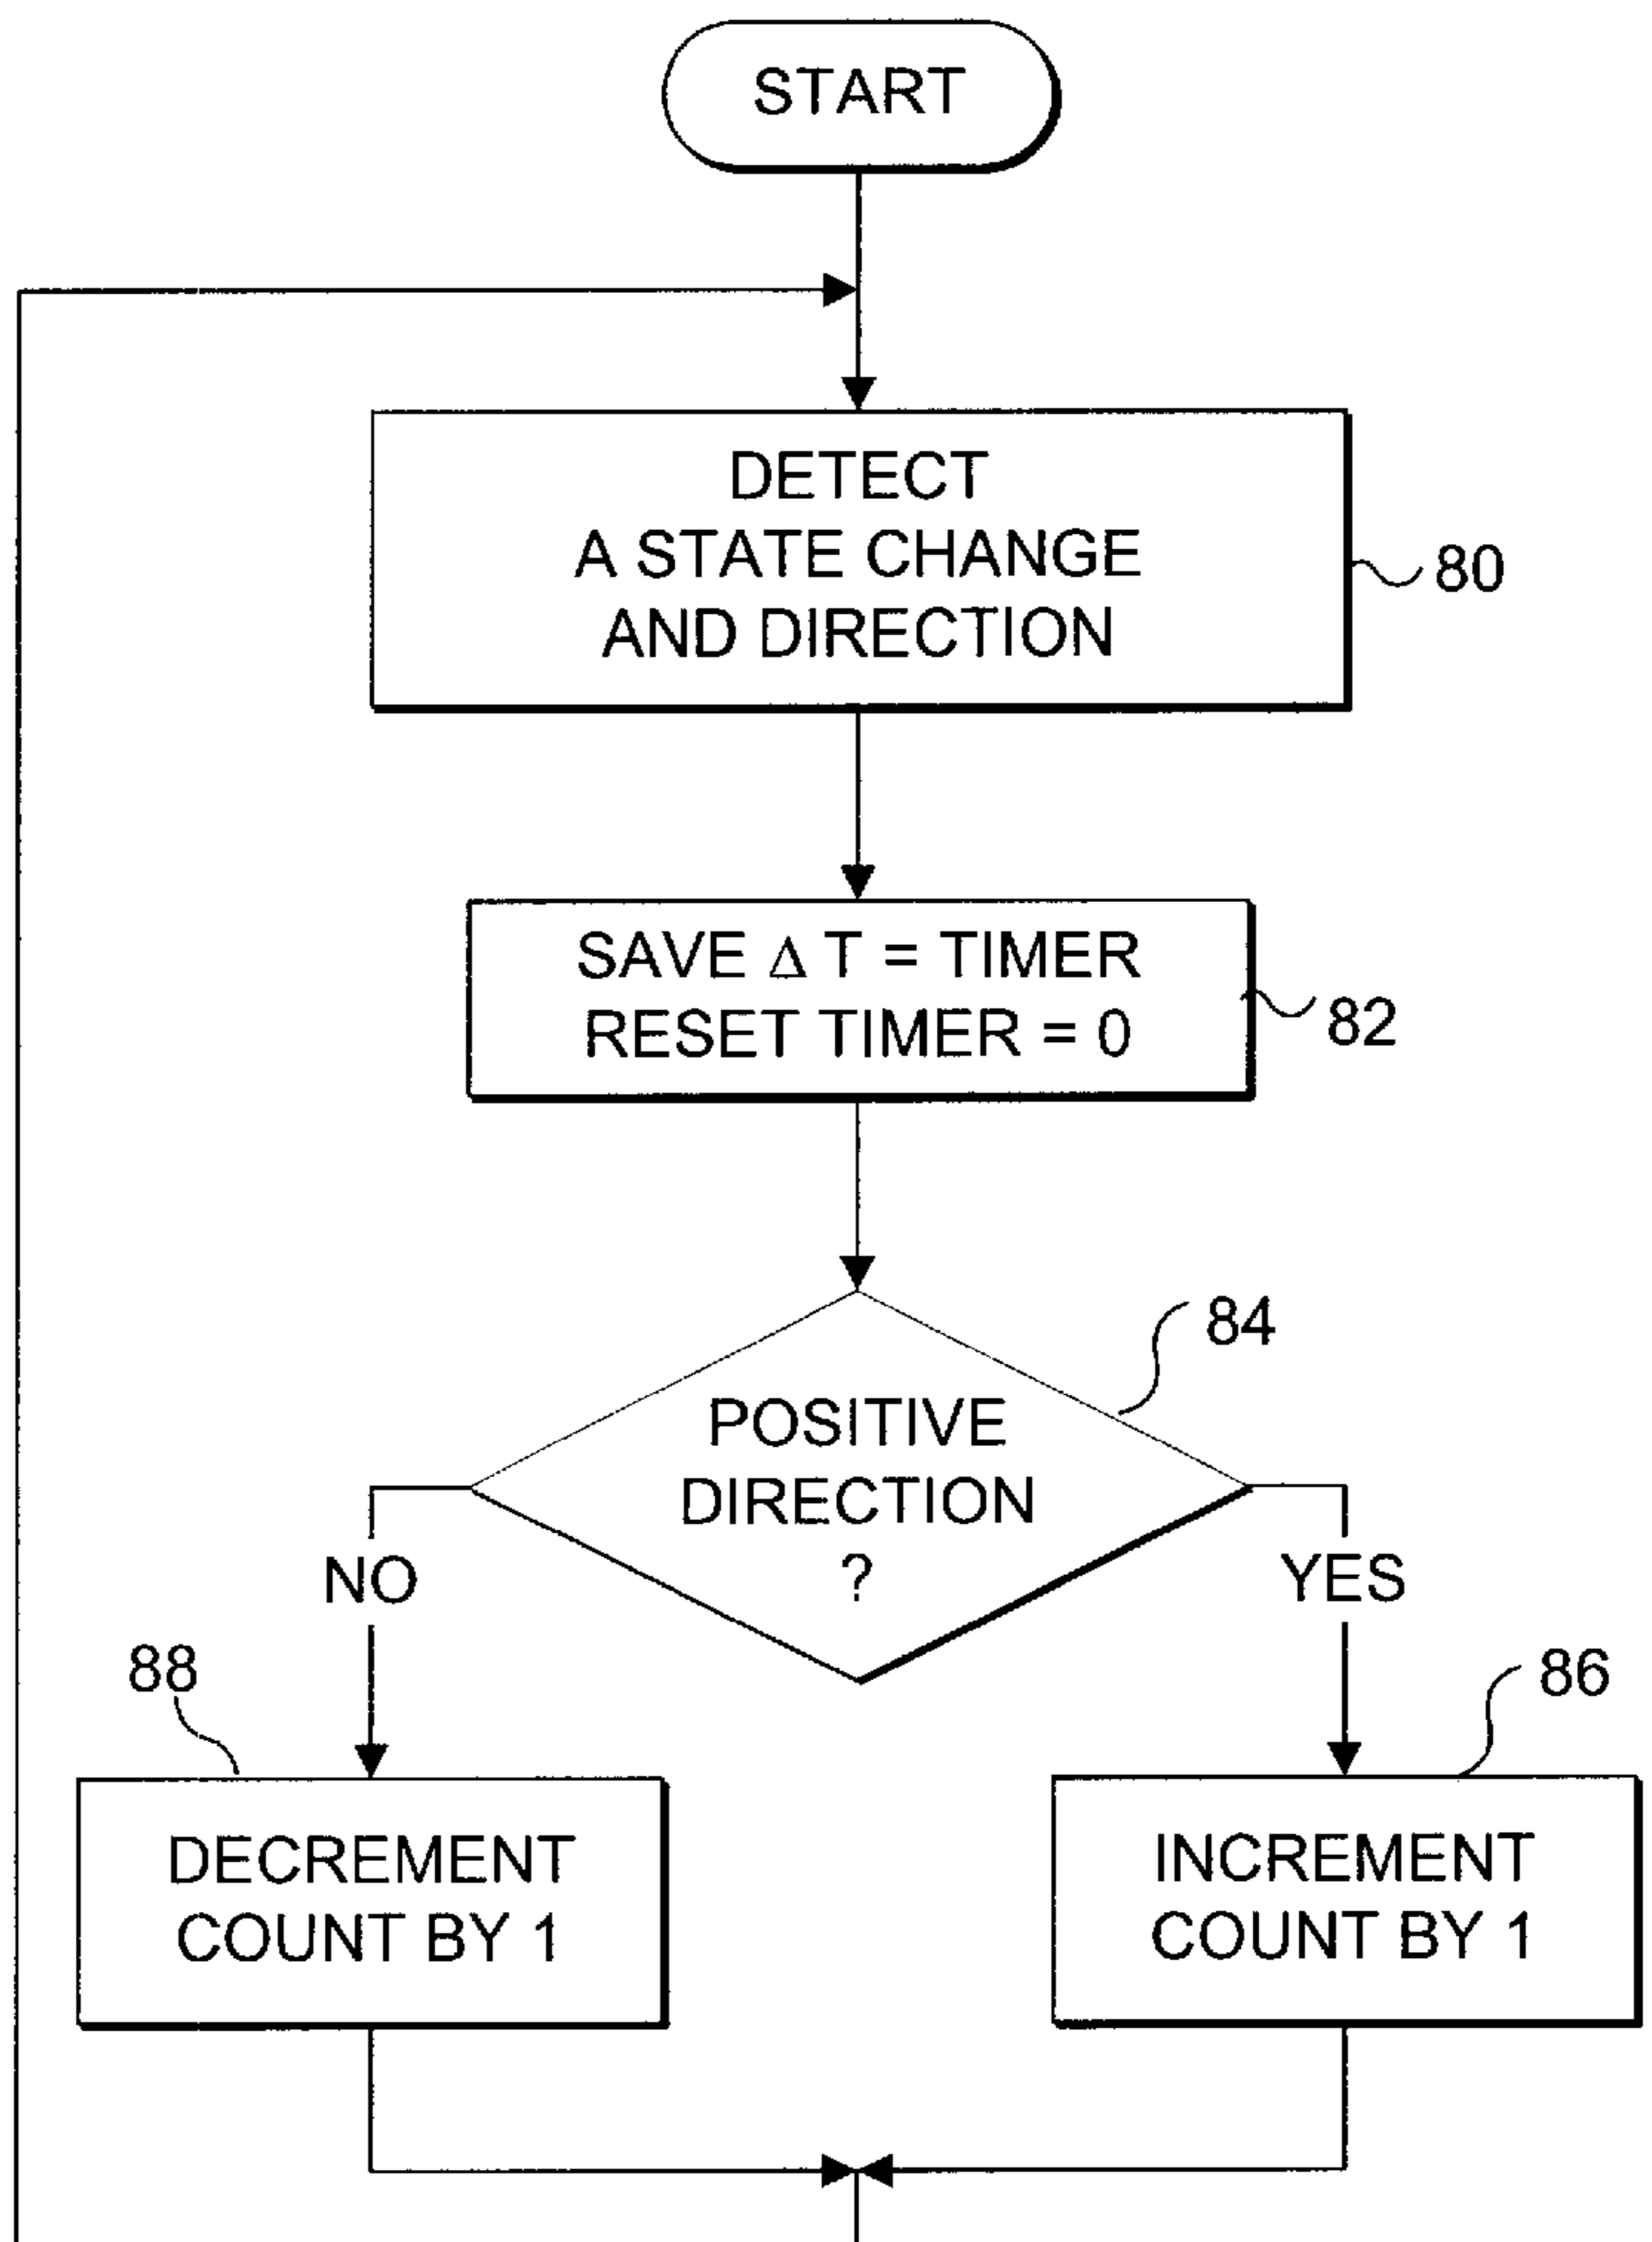 START
DETECT
A STATE CHANGE
AND DIRECTION
80
SAVE Δ T = TIMER
RESET TIMER = 0
82
84
POSITIVE
DIRECTION
?
NO
YES
88
86
DECREMENT
COUNT BY 1
INCREMENT
COUNT BY 1